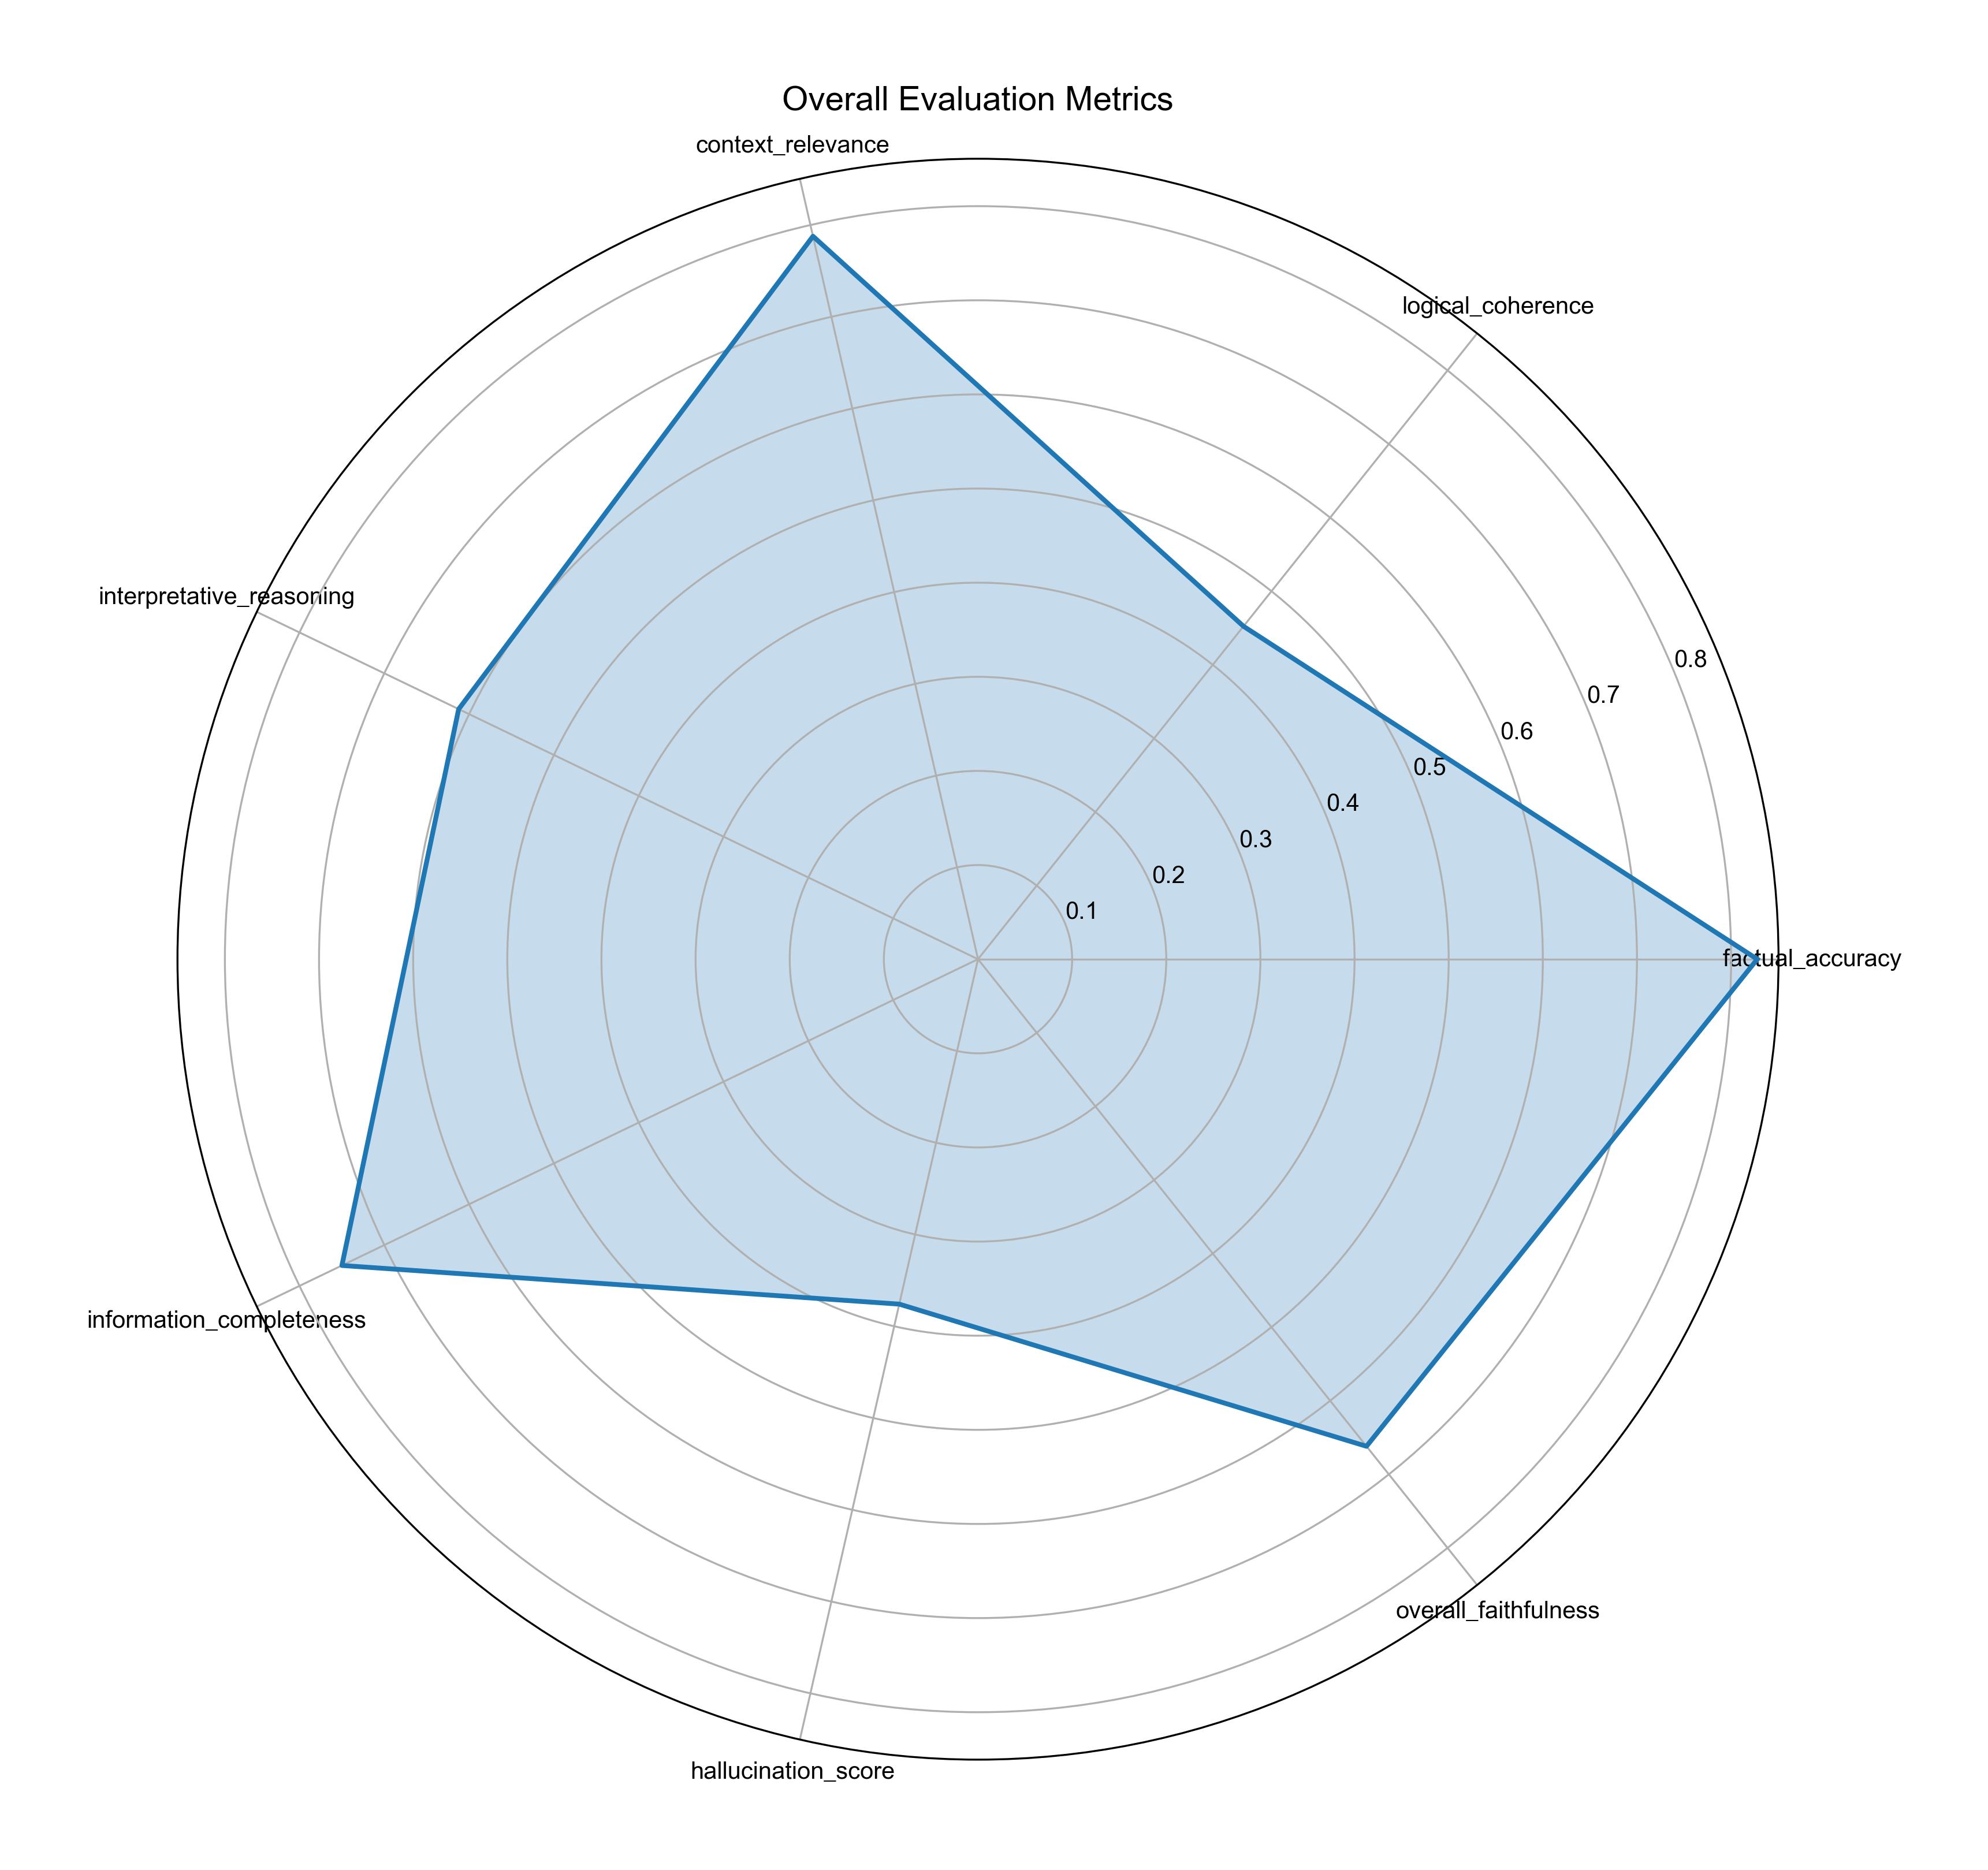 Overall Evaluation Metrics
context_relevance
logical_coherence
interpretative_reasoning
0.8
0.7
0.6
0.5
0.4
0.3
0.2
0.1
factual_accuracy
information_completeness
overall_faithfulness
hallucination_score